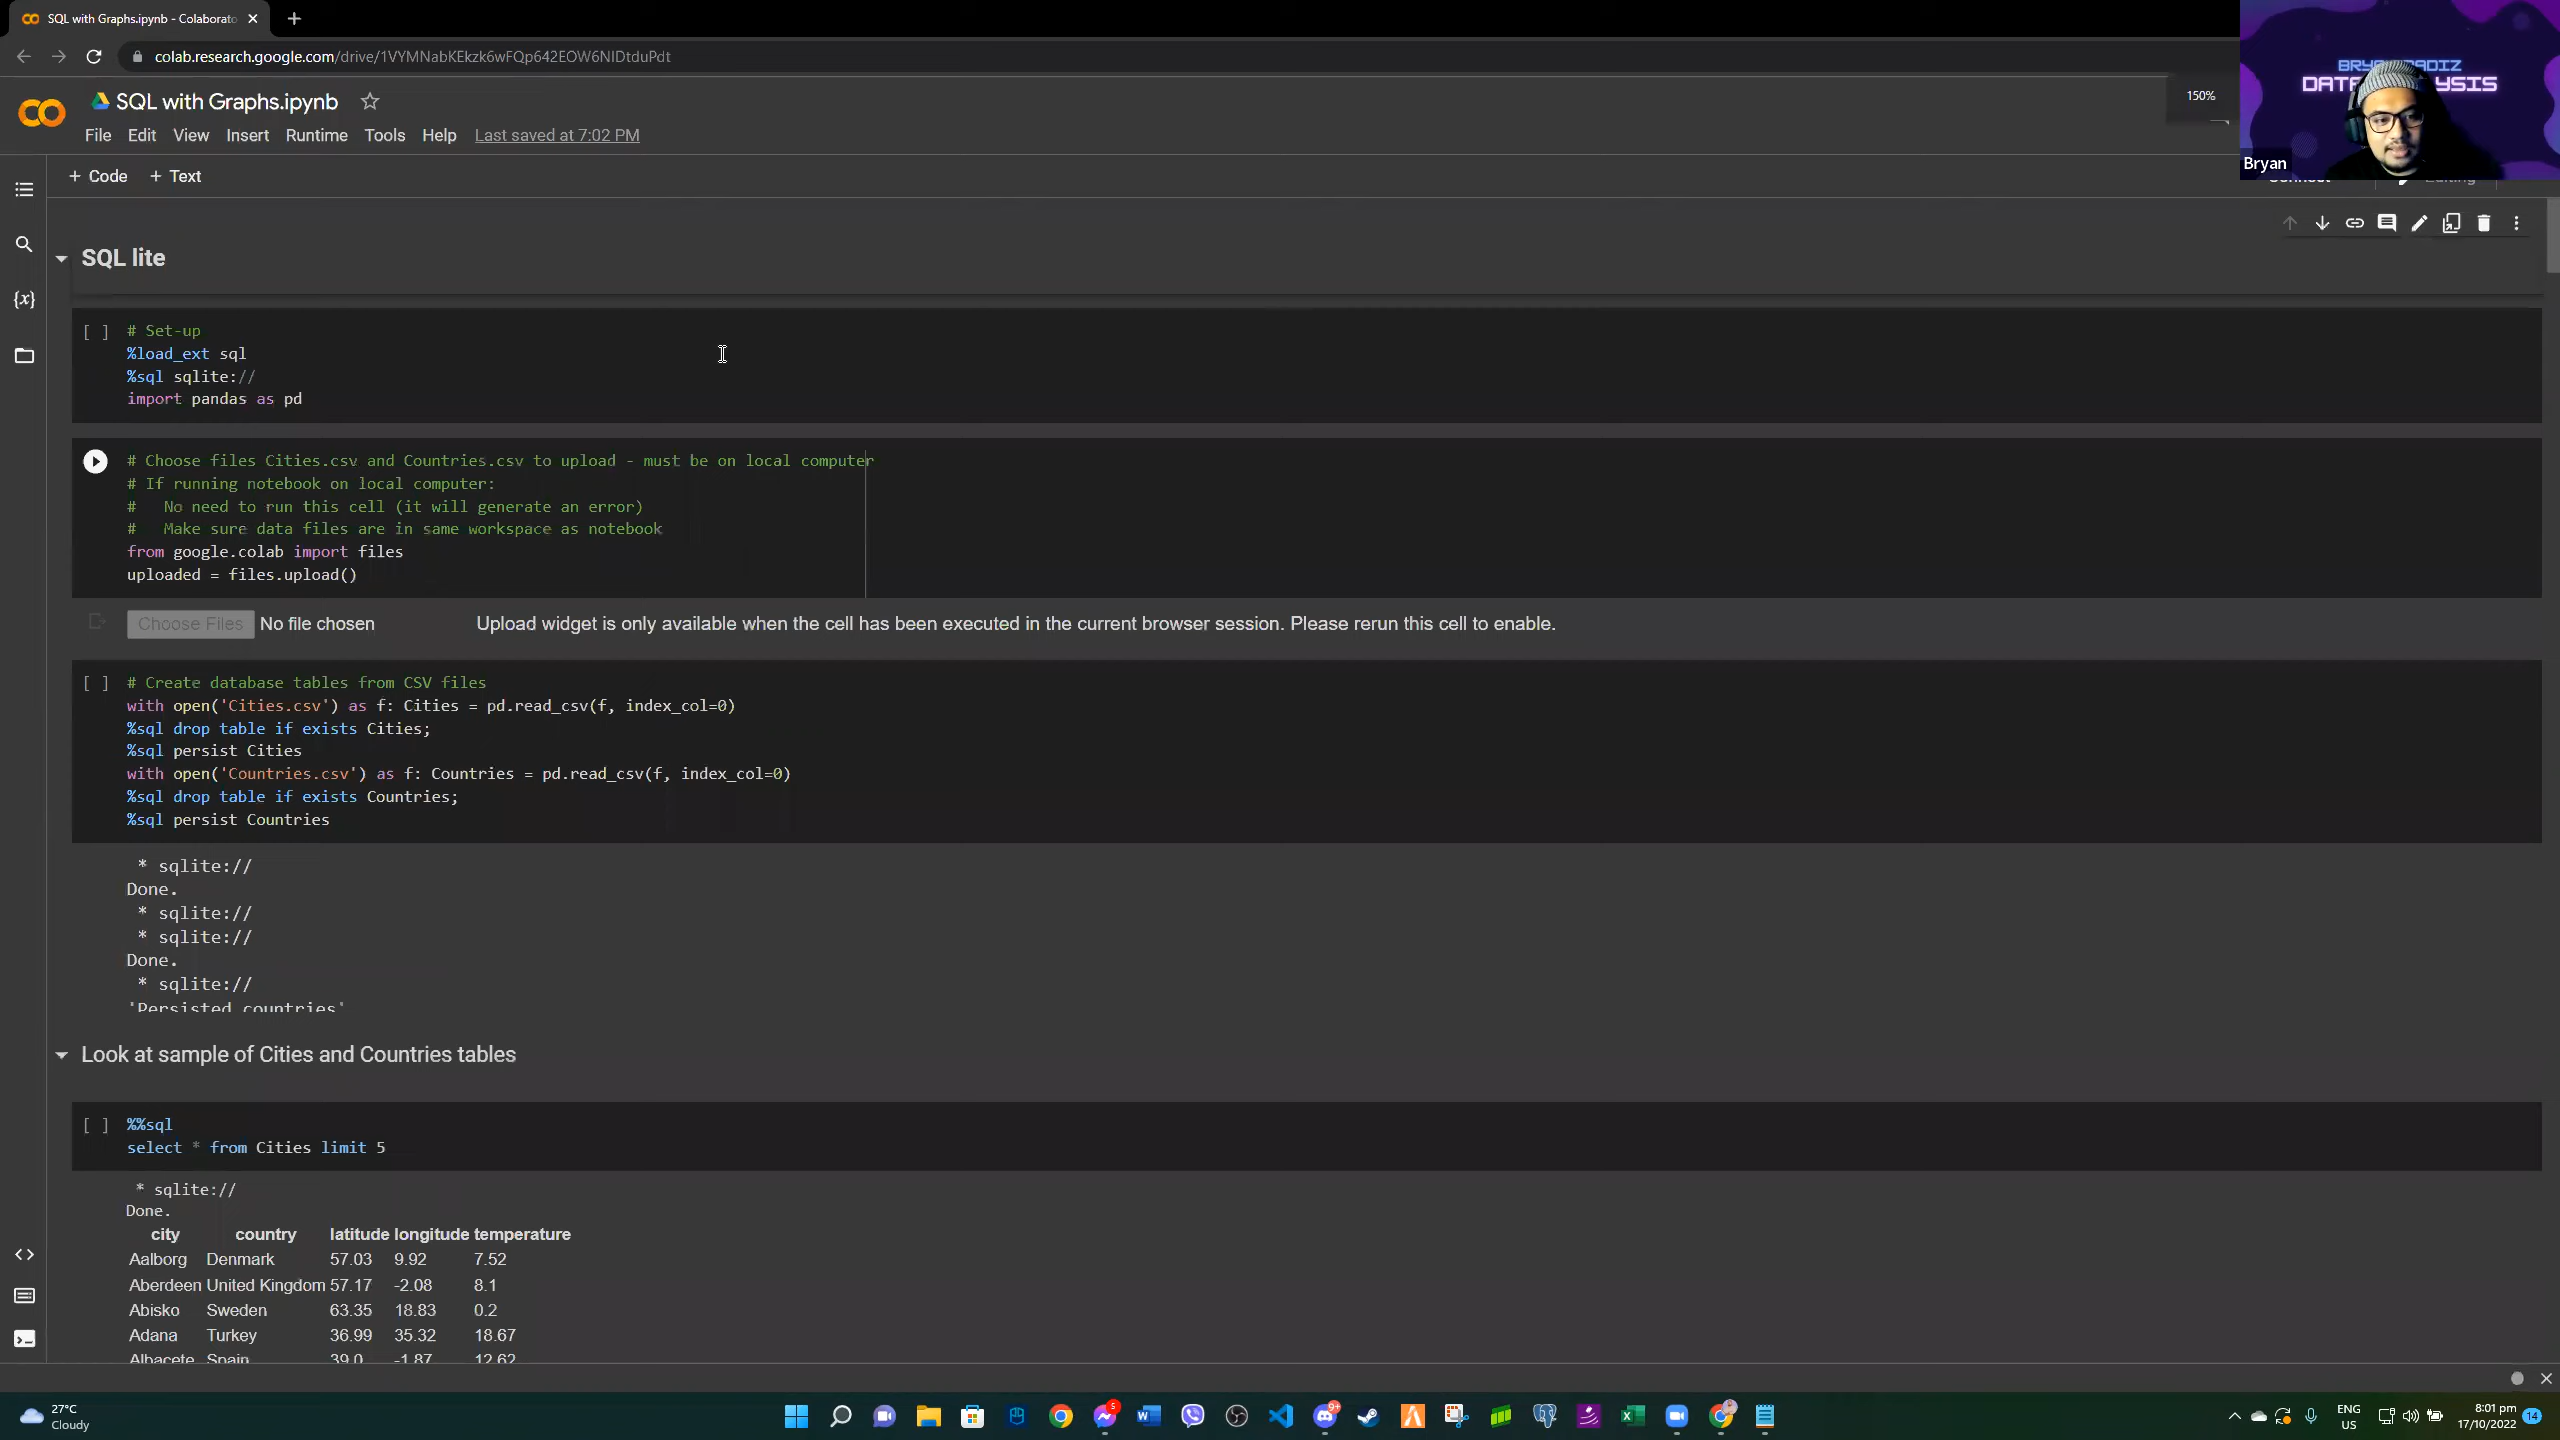 SQL with Graphs.ipynb - Colaborato
colab.research.google.com/drive/1VYMNabKEkzk6wFQp642EOW6NIDtduPdt
SQL with Graphs.ipynb
File Edit View Insert Runtime Tools Help Last saved at 7:02 PM
150%
Bryan
+ Code + Text
Editing
SQL lite
[ ] # Set-up
%load_ext sql
%sql sqlite://
import pandas as pd
# Choose files Cities.csv and Countries.csv to upload - must be on local computer
# If running notebook on local computer:
#   No need to run this cell (it will generate an error)
#   Make sure data files are in same workspace as notebook
from google.colab import files
uploaded = files.upload()
Choose Files No file chosen Upload widget is only available when the cell has been executed in the current browser session. Please rerun this cell to enable.
[ ] # Create database tables from CSV files
with open('Cities.csv') as f: Cities = pd.read_csv(f, index_col=0)
%sql drop table if exists Cities;
%sql persist Cities
with open('Countries.csv') as f: Countries = pd.read_csv(f, index_col=0)
%sql drop table if exists Countries;
%sql persist Countries
* sqlite://
Done.
* sqlite://
* sqlite://
Done.
* sqlite://
'Persisted countries'
Look at sample of Cities and Countries tables
[ ] %%sql
select * from Cities limit 5
* sqlite://
Done.
city country latitude longitude temperature
Aalborg Denmark 57.03 9.92 7.52
Aberdeen United Kingdom 57.17 -2.08 8.1
Abisko Sweden 63.35 18.83 0.2
Adana Turkey 36.99 35.32 18.67
Albacete Spain 39.0 -1.87 12.62
27°C
Cloudy
5
9+
ENG
US
8:01 pm
17/10/2022
14